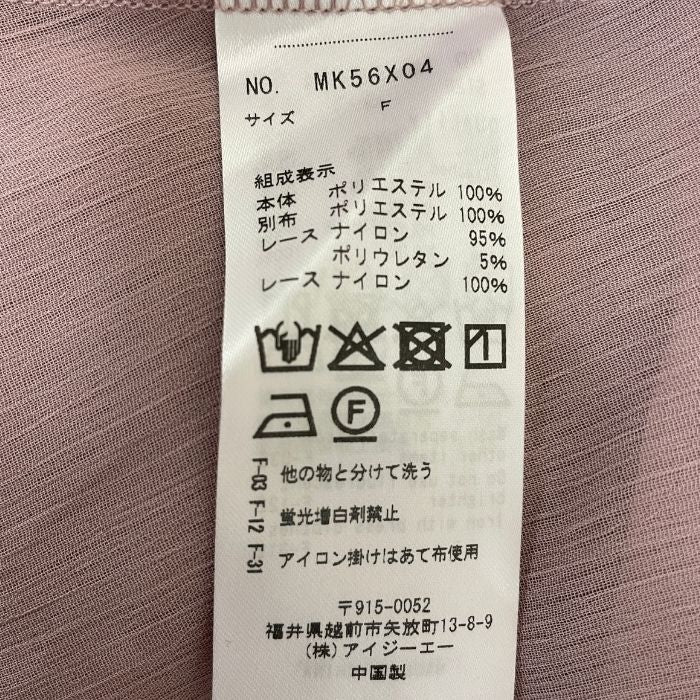 NO. MK56X04
サイズ F
組成表示
本体 ポリエステル 100%
別布 ポリエステル 100%
レース ナイロン 95%
ポリウレタン 5%
レース ナイロン 100%
F
F-03 F-12 F-31
他の物と分けて洗う
蛍光増白剤禁止
アイロン掛けはあて布使用
〒915-0052
福井県越前市矢放町13-8-9
(株)アイジーエー
中国製